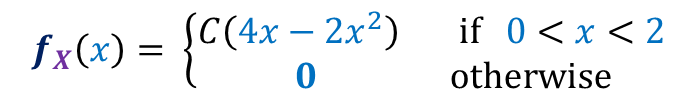 f_X(x) = { C(4x − 2x²) if 0 < x < 2
0 otherwise